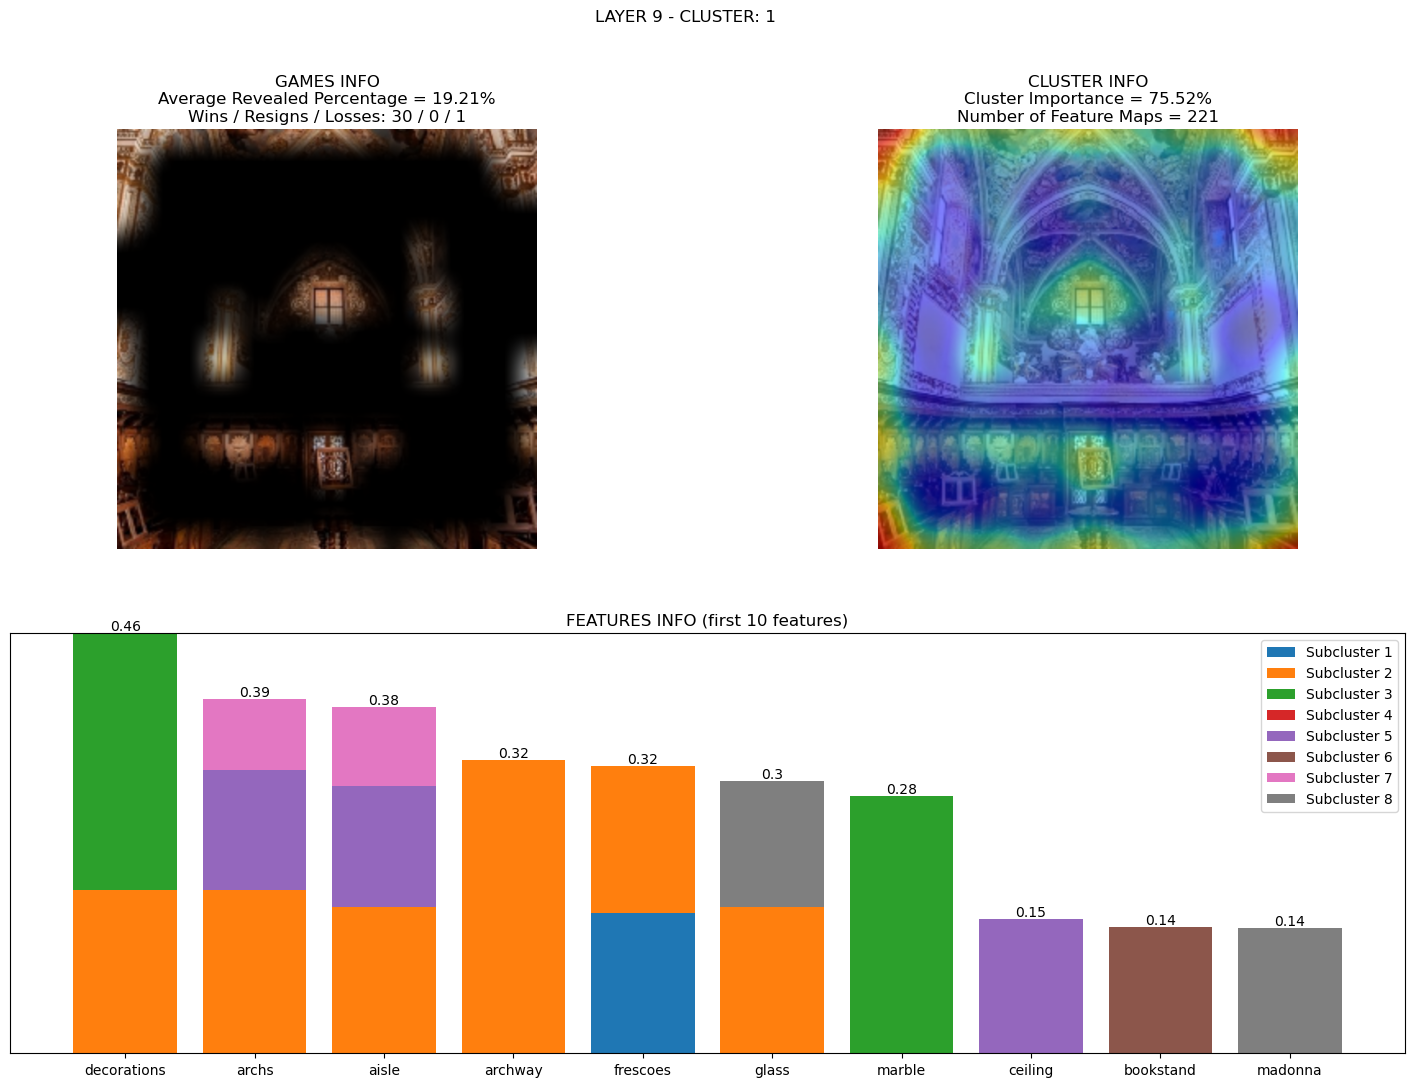 LAYER 9 - CLUSTER: 1
GAMES INFO
Average Revealed Percentage = 19.21%
Wins / Resigns / Losses: 30 / 0 / 1
CLUSTER INFO
Cluster Importance = 75.52%
Number of Feature Maps = 221
FEATURES INFO (first 10 features)
0.46
0.39
0.38
0.32
0.32
0.3
0.28
0.15
0.14
0.14
Subcluster 1
Subcluster 2
Subcluster 3
Subcluster 4
Subcluster 5
Subcluster 6
Subcluster 7
Subcluster 8
decorations
archs
aisle
archway
frescoes
glass
marble
ceiling
bookstand
madonna